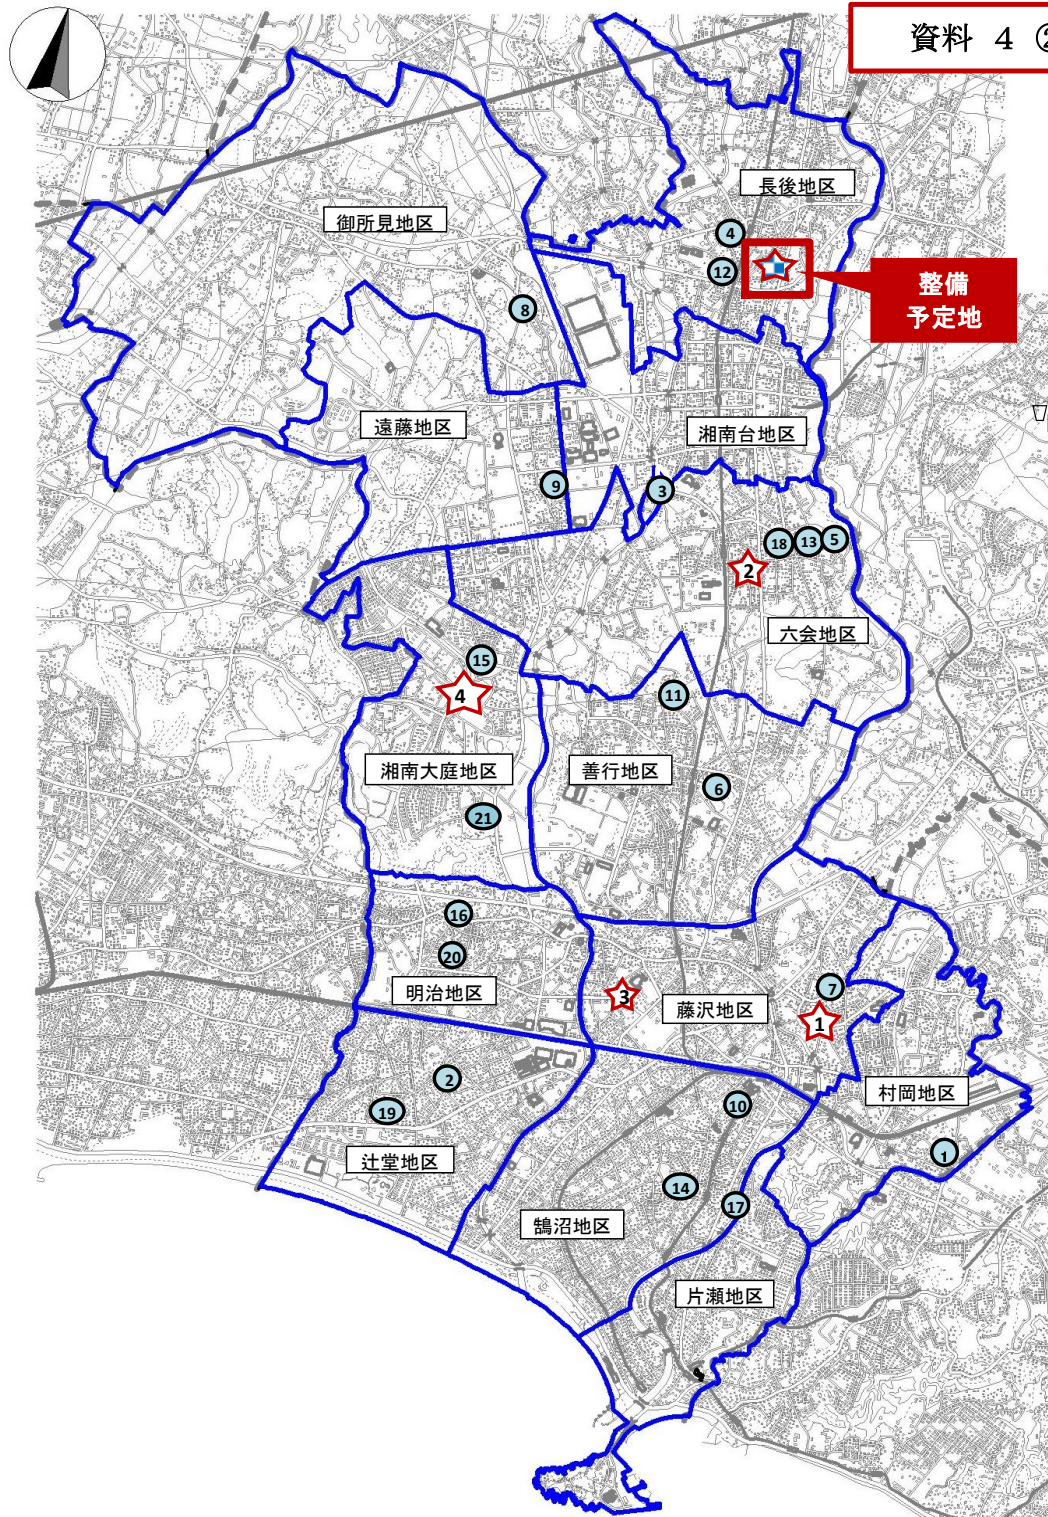 資料 4 ②
長後地区
御所見地区
4
12
整備
予定地
8
遠藤地区
湘南台地区
9
3
18
13
5
2
六会地区
15
4
11
湘南大庭地区
善行地区
6
21
16
20
明治地区
3
藤沢地区
7
1
2
19
10
村岡地区
1
辻堂地区
14
17
鵠沼地区
片瀬地区